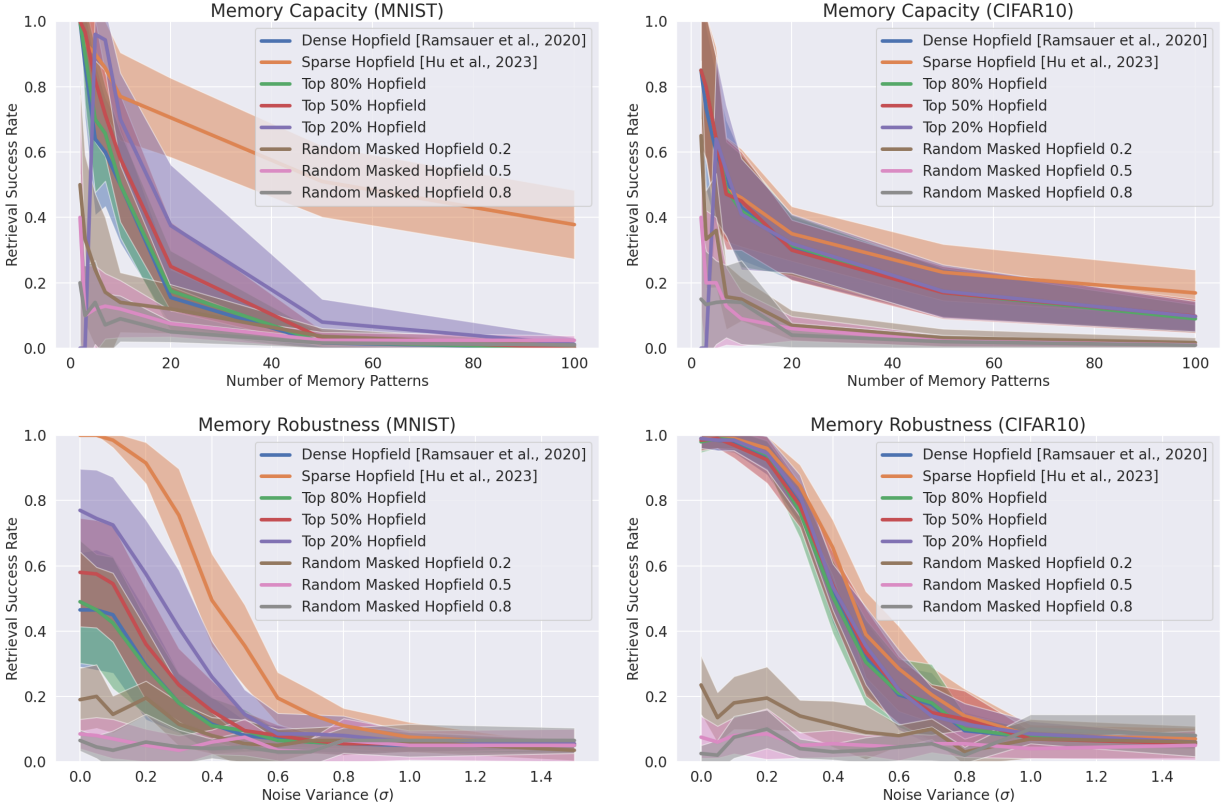 Memory Capacity (MNIST)
Retrieval Success Rate
1.0
0.8
0.6
0.4
0.2
0.0
Dense Hopfield [Ramsauer et al., 2020]
Sparse Hopfield [Hu et al., 2023]
Top 80% Hopfield
Top 50% Hopfield
Top 20% Hopfield
Random Masked Hopfield 0.2
Random Masked Hopfield 0.5
Random Masked Hopfield 0.8
0 20 40 60 80 100
Number of Memory Patterns
Memory Capacity (CIFAR10)
Retrieval Success Rate
1.0
0.8
0.6
0.4
0.2
0.0
Dense Hopfield [Ramsauer et al., 2020]
Sparse Hopfield [Hu et al., 2023]
Top 80% Hopfield
Top 50% Hopfield
Top 20% Hopfield
Random Masked Hopfield 0.2
Random Masked Hopfield 0.5
Random Masked Hopfield 0.8
0 20 40 60 80 100
Number of Memory Patterns
Memory Robustness (MNIST)
Retrieval Success Rate
1.0
0.8
0.6
0.4
0.2
0.0
Dense Hopfield [Ramsauer et al., 2020]
Sparse Hopfield [Hu et al., 2023]
Top 80% Hopfield
Top 50% Hopfield
Top 20% Hopfield
Random Masked Hopfield 0.2
Random Masked Hopfield 0.5
Random Masked Hopfield 0.8
0.0 0.2 0.4 0.6 0.8 1.0 1.2 1.4
Noise Variance (σ)
Memory Robustness (CIFAR10)
Retrieval Success Rate
1.0
0.8
0.6
0.4
0.2
0.0
Dense Hopfield [Ramsauer et al., 2020]
Sparse Hopfield [Hu et al., 2023]
Top 80% Hopfield
Top 50% Hopfield
Top 20% Hopfield
Random Masked Hopfield 0.2
Random Masked Hopfield 0.5
Random Masked Hopfield 0.8
0.0 0.2 0.4 0.6 0.8 1.0 1.2 1.4
Noise Variance (σ)